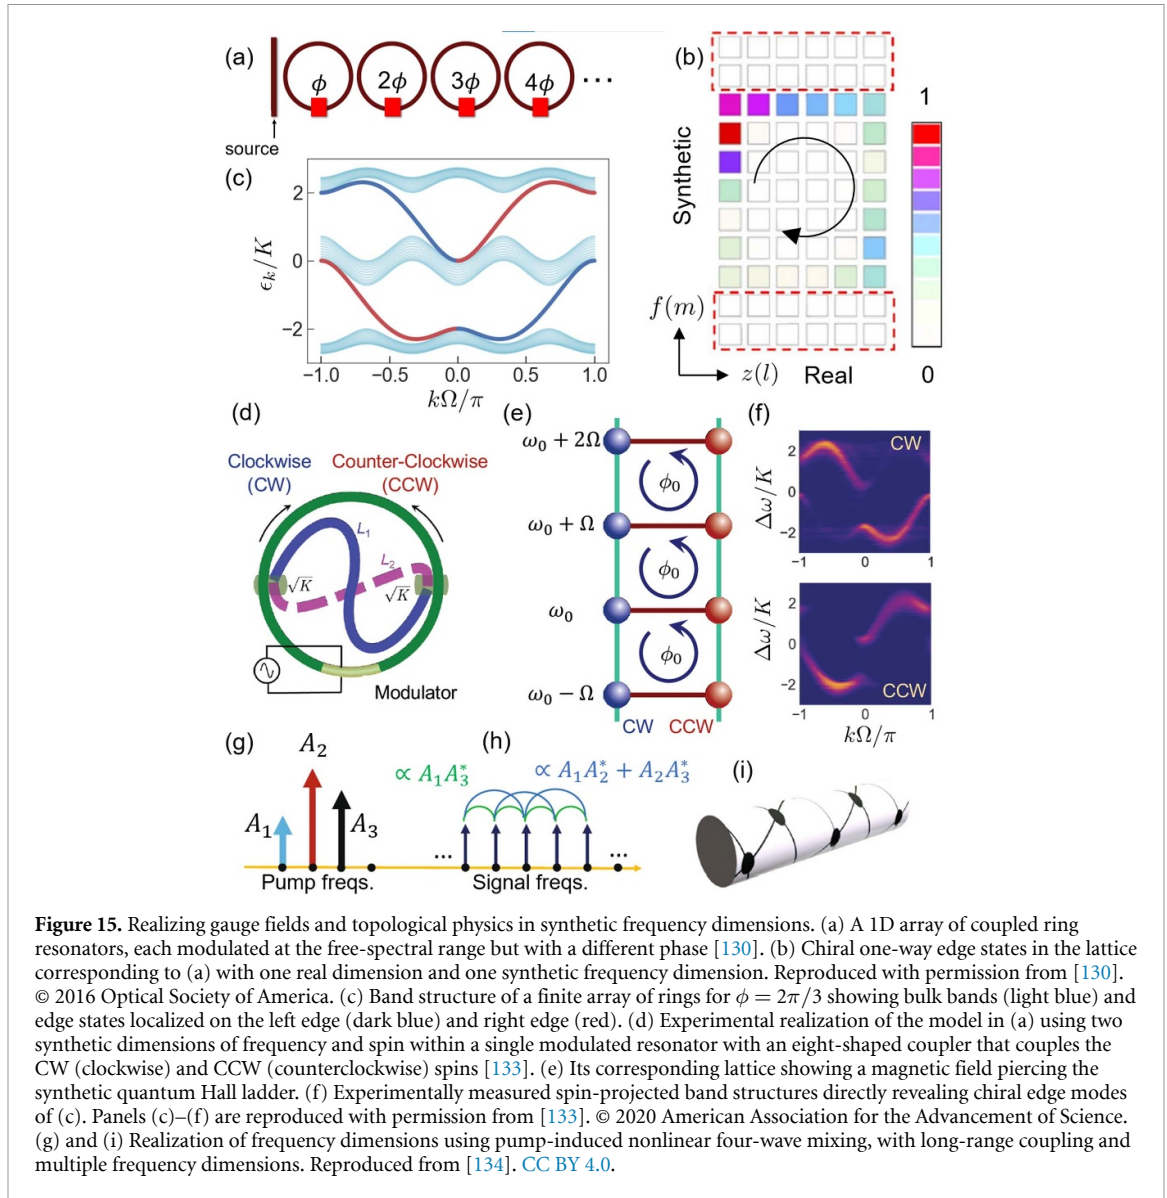 (a)
ϕ
2ϕ
3ϕ
4ϕ
...
source
(b)
Synthetic
f(m)
z(l)
Real
1
0
(c)
ϵₖ/K
2
0
−2
−1.0
−0.5
0.0
0.5
1.0
kΩ/π
(d)
Clockwise
(CW)
Counter-Clockwise
(CCW)
L₁
L₂
√K
√K
Modulator
(e)
ω₀ + 2Ω
ω₀ + Ω
ω₀
ω₀ − Ω
ϕ₀
ϕ₀
ϕ₀
CW
CCW
(f)
CW
Δω/K
2
0
−2
−1
0
1
CCW
Δω/K
2
0
−2
−1
0
1
kΩ/π
(g)
A₁
A₂
A₃
Pump freqs.
(h)
∝ A₁A₃*
∝ A₁A₂* + A₂A₃*
...
...
Signal freqs.
(i)
Figure 15. Realizing gauge fields and topological physics in synthetic frequency dimensions. (a) A 1D array of coupled ring
resonators, each modulated at the free-spectral range but with a different phase [130]. (b) Chiral one-way edge states in the lattice
corresponding to (a) with one real dimension and one synthetic frequency dimension. Reproduced with permission from [130].
© 2016 Optical Society of America. (c) Band structure of a finite array of rings for ϕ = 2π/3 showing bulk bands (light blue) and
edge states localized on the left edge (dark blue) and right edge (red). (d) Experimental realization of the model in (a) using two
synthetic dimensions of frequency and spin within a single modulated resonator with an eight-shaped coupler that couples the
CW (clockwise) and CCW (counterclockwise) spins [133]. (e) Its corresponding lattice showing a magnetic field piercing the
synthetic quantum Hall ladder. (f) Experimentally measured spin-projected band structures directly revealing chiral edge modes
of (c). Panels (c)–(f) are reproduced with permission from [133]. © 2020 American Association for the Advancement of Science.
(g) and (i) Realization of frequency dimensions using pump-induced nonlinear four-wave mixing, with long-range coupling and
multiple frequency dimensions. Reproduced from [134]. CC BY 4.0.